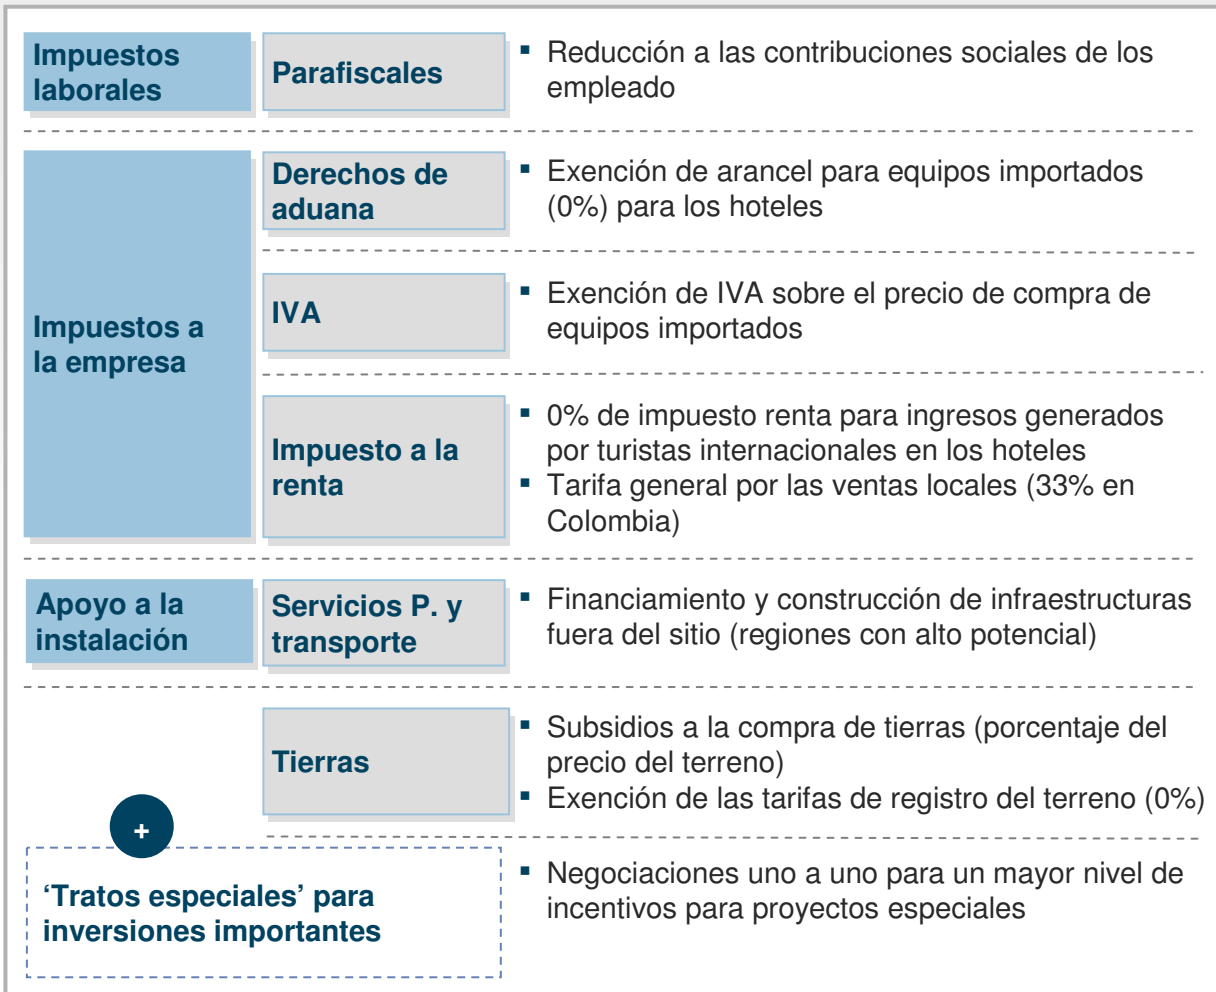 Impuestos
laborales
Parafiscales
▪ Reducción a las contribuciones sociales de los
empleado
Impuestos a
la empresa
Derechos de
aduana
▪ Exención de arancel para equipos importados
(0%) para los hoteles
IVA
▪ Exención de IVA sobre el precio de compra de
equipos importados
Impuesto a la
renta
▪ 0% de impuesto renta para ingresos generados
por turistas internacionales en los hoteles
▪ Tarifa general por las ventas locales (33% en
Colombia)
Apoyo a la
instalación
Servicios P. y
transporte
▪ Financiamiento y construcción de infraestructuras
fuera del sitio (regiones con alto potencial)
Tierras
▪ Subsidios a la compra de tierras (porcentaje del
precio del terreno)
▪ Exención de las tarifas de registro del terreno (0%)
+
‘Tratos especiales’ para
inversiones importantes
▪ Negociaciones uno a uno para un mayor nivel de
incentivos para proyectos especiales